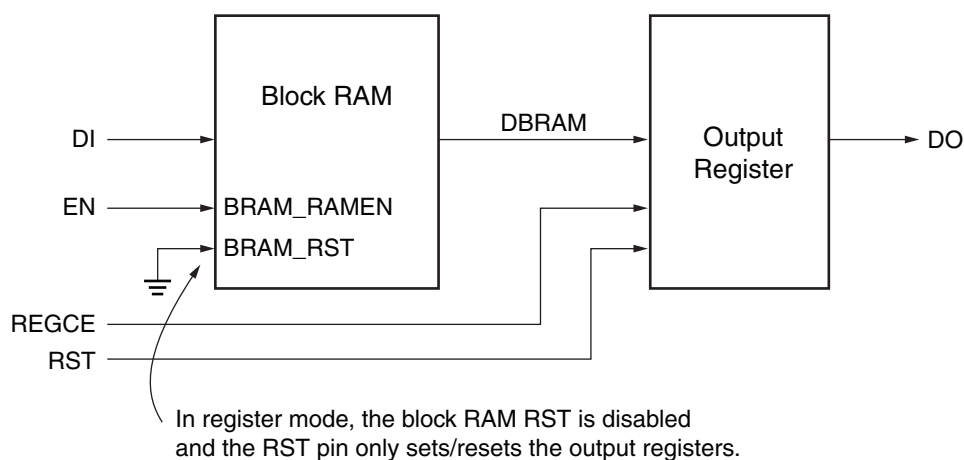 Block RAM
DI
DBRAM
Output
Register
DO
EN
BRAM_RAMEN
BRAM_RST
REGCE
RST
In register mode, the block RAM RST is disabled
and the RST pin only sets/resets the output registers.